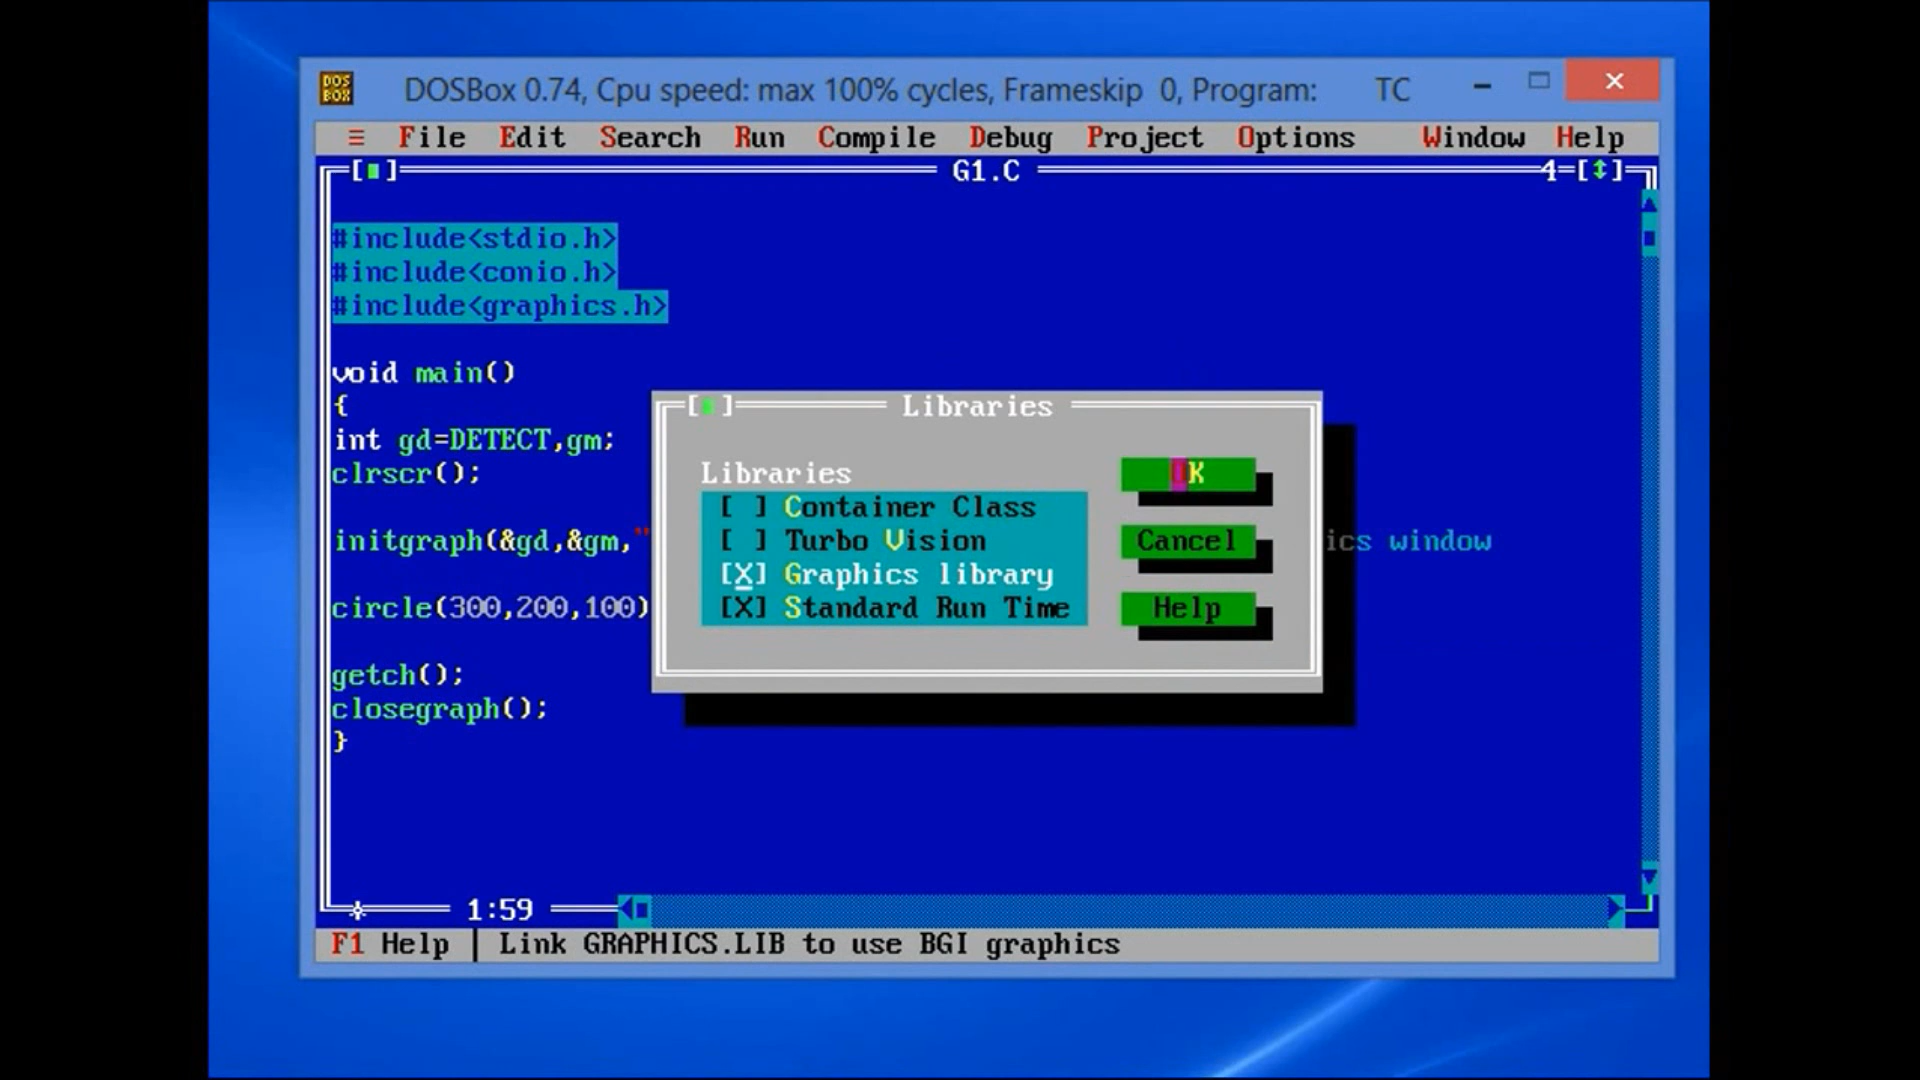 DOS BOX
DOSBox 0.74, Cpu speed: max 100% cycles, Frameskip 0, Program: TC
≡ File Edit Search Run Compile Debug Project Options Window Help
[■] G1.C 4=[↕]
#include<stdio.h>
#include<conio.h>
#include<graphics.h>
void main()
{
int gd=DETECT,gm;
clrscr();
initgraph(&gd,&gm," window
circle(300,200,100)
getch();
closegraph();
}
[■] Libraries
Libraries
[ ] Container Class
[ ] Turbo Vision
[X] Graphics library
[X] Standard Run Time
OK
Cancel
Help
1:59
F1 Help | Link GRAPHICS.LIB to use BGI graphics